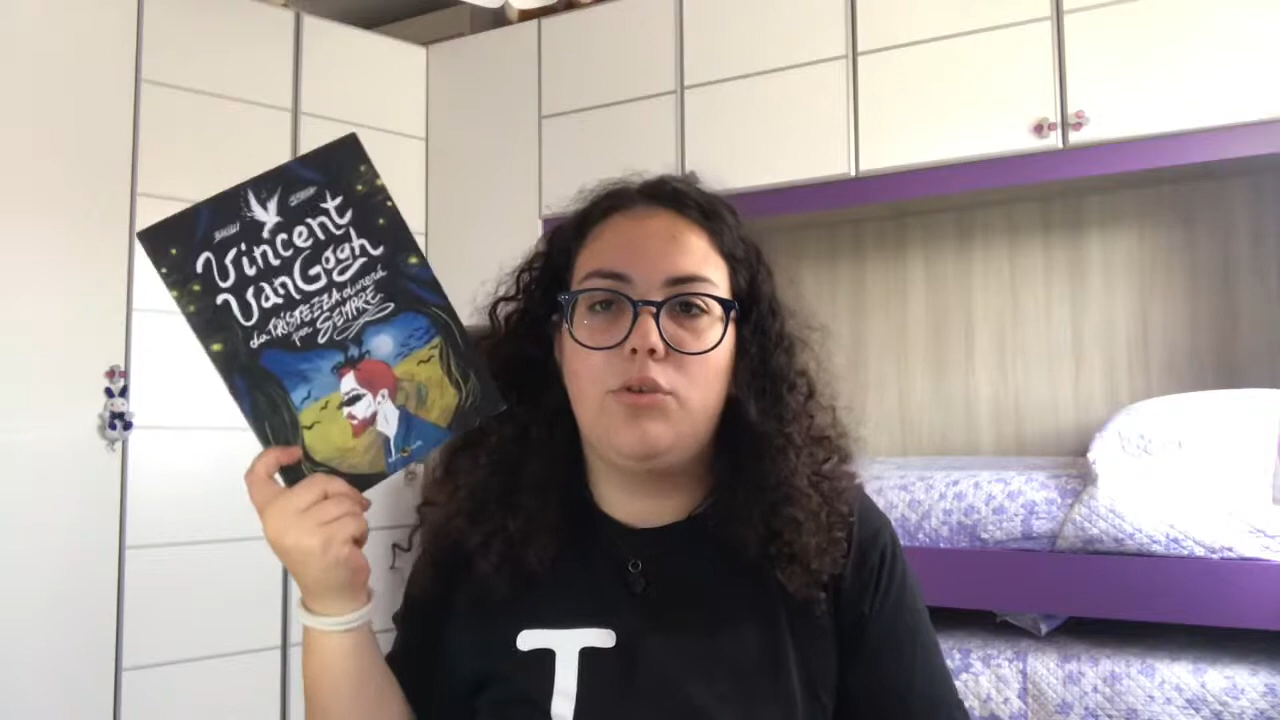 Vincent
Van Gogh
La TRISTEZZA durerà
per SEMPRE
T